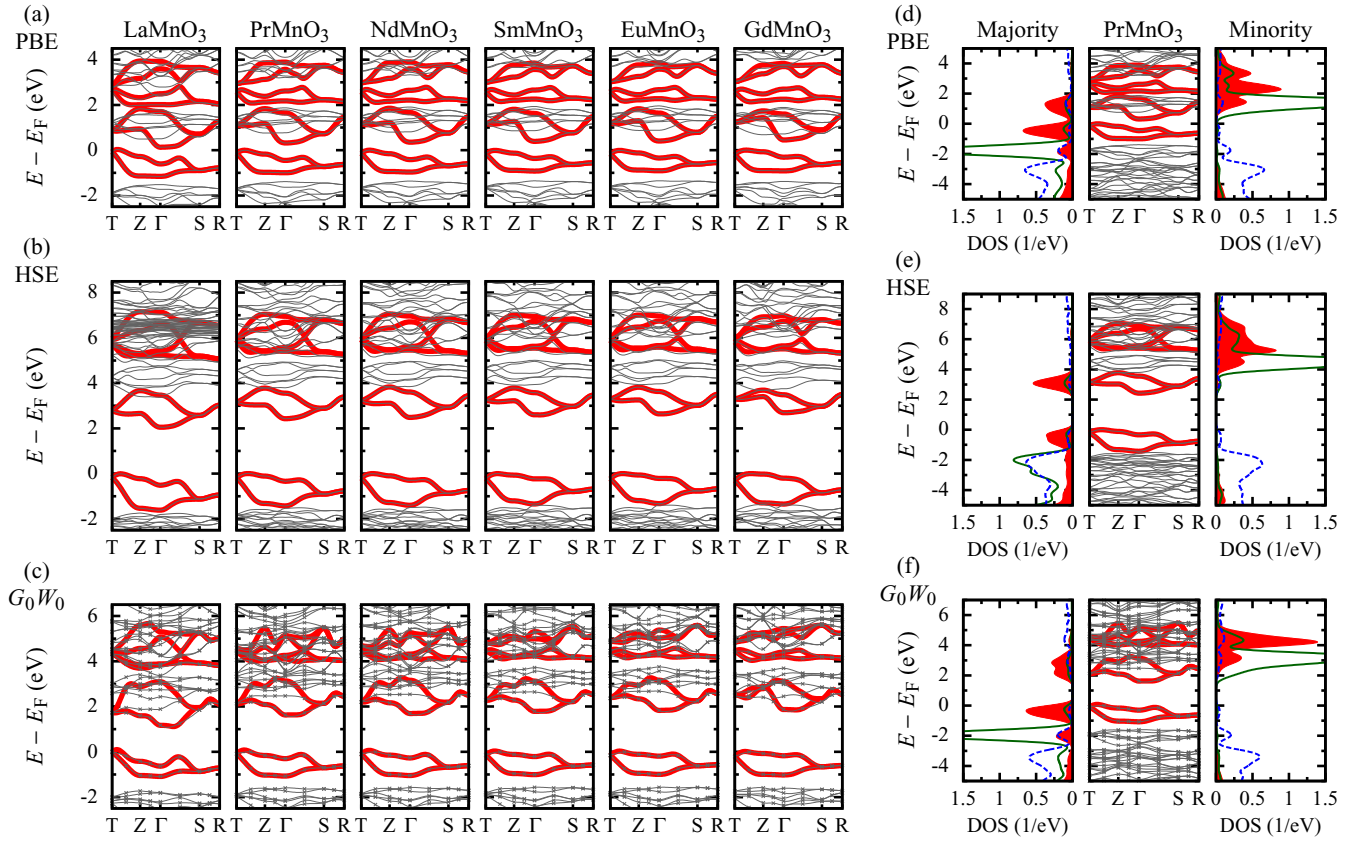 (a)
PBE
LaMnO3 PrMnO3 NdMnO3 SmMnO3 EuMnO3 GdMnO3
E − EF (eV)
4
2
0
-2
T Z Γ S R T Z Γ S R T Z Γ S R T Z Γ S R T Z Γ S R T Z Γ S R
(b)
HSE
E − EF (eV)
8
6
4
2
0
-2
T Z Γ S R T Z Γ S R T Z Γ S R T Z Γ S R T Z Γ S R T Z Γ S R
(c)
G0W0
E − EF (eV)
6
4
2
0
-2
T Z Γ S R T Z Γ S R T Z Γ S R T Z Γ S R T Z Γ S R T Z Γ S R
(d)
PBE
Majority PrMnO3 Minority
E − EF (eV)
4
2
0
-2
-4
1.5 1 0.5 0 T Z Γ S R 0 0.5 1 1.5
DOS (1/eV) DOS (1/eV)
(e)
HSE
E − EF (eV)
8
6
4
2
0
-2
-4
1.5 1 0.5 0 T Z Γ S R 0 0.5 1 1.5
DOS (1/eV) DOS (1/eV)
(f)
G0W0
E − EF (eV)
6
4
2
0
-2
-4
1.5 1 0.5 0 T Z Γ S R 0 0.5 1 1.5
DOS (1/eV) DOS (1/eV)